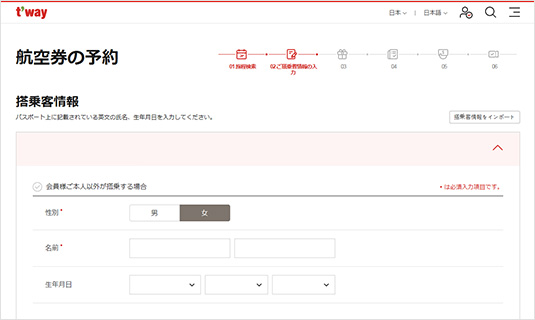 t'way
日本 | 日本語
航空券の予約
01旅程検索 02ご搭乗者情報の入力 03 04 05 06
搭乗客情報
パスポート上に記載されている英文の氏名、生年月日を入力してください。
搭乗客情報をインポート
会員様ご本人以外が搭乗する場合
* は必須入力項目です。
性別* 男 女
名前*
生年月日